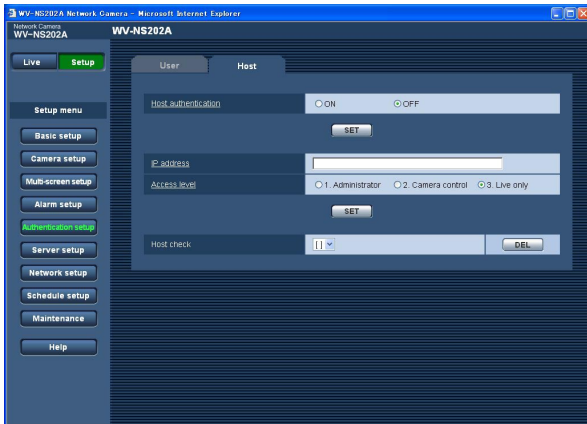 WV-NS202A Network Camera - Microsoft Internet Explorer
Network Camera
WV-NS202A
WV-NS202A
Live
Setup
User
Host
Setup menu
Basic setup
Camera setup
Multi-screen setup
Alarm setup
Authentication setup
Server setup
Network setup
Schedule setup
Maintenance
Help
Host authentication
ON
OFF
SET
IP address
Access level
1. Administrator
2. Camera control
3. Live only
SET
Host check
[ ]
DEL